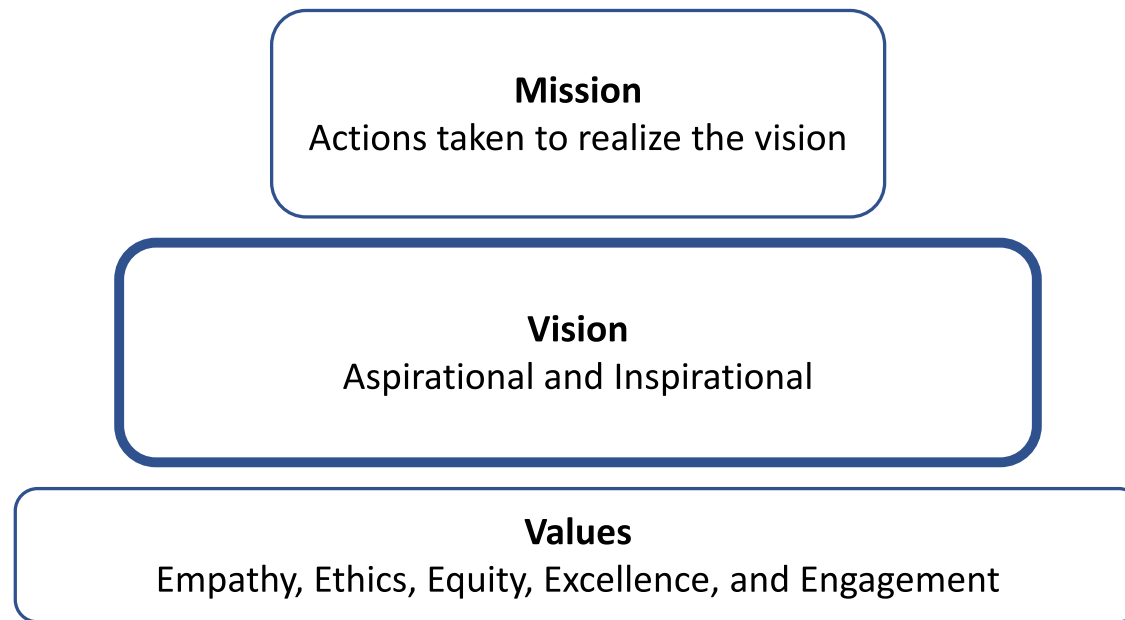 Mission
Actions taken to realize the vision
Vision
Aspirational and Inspirational
Values
Empathy, Ethics, Equity, Excellence, and Engagement